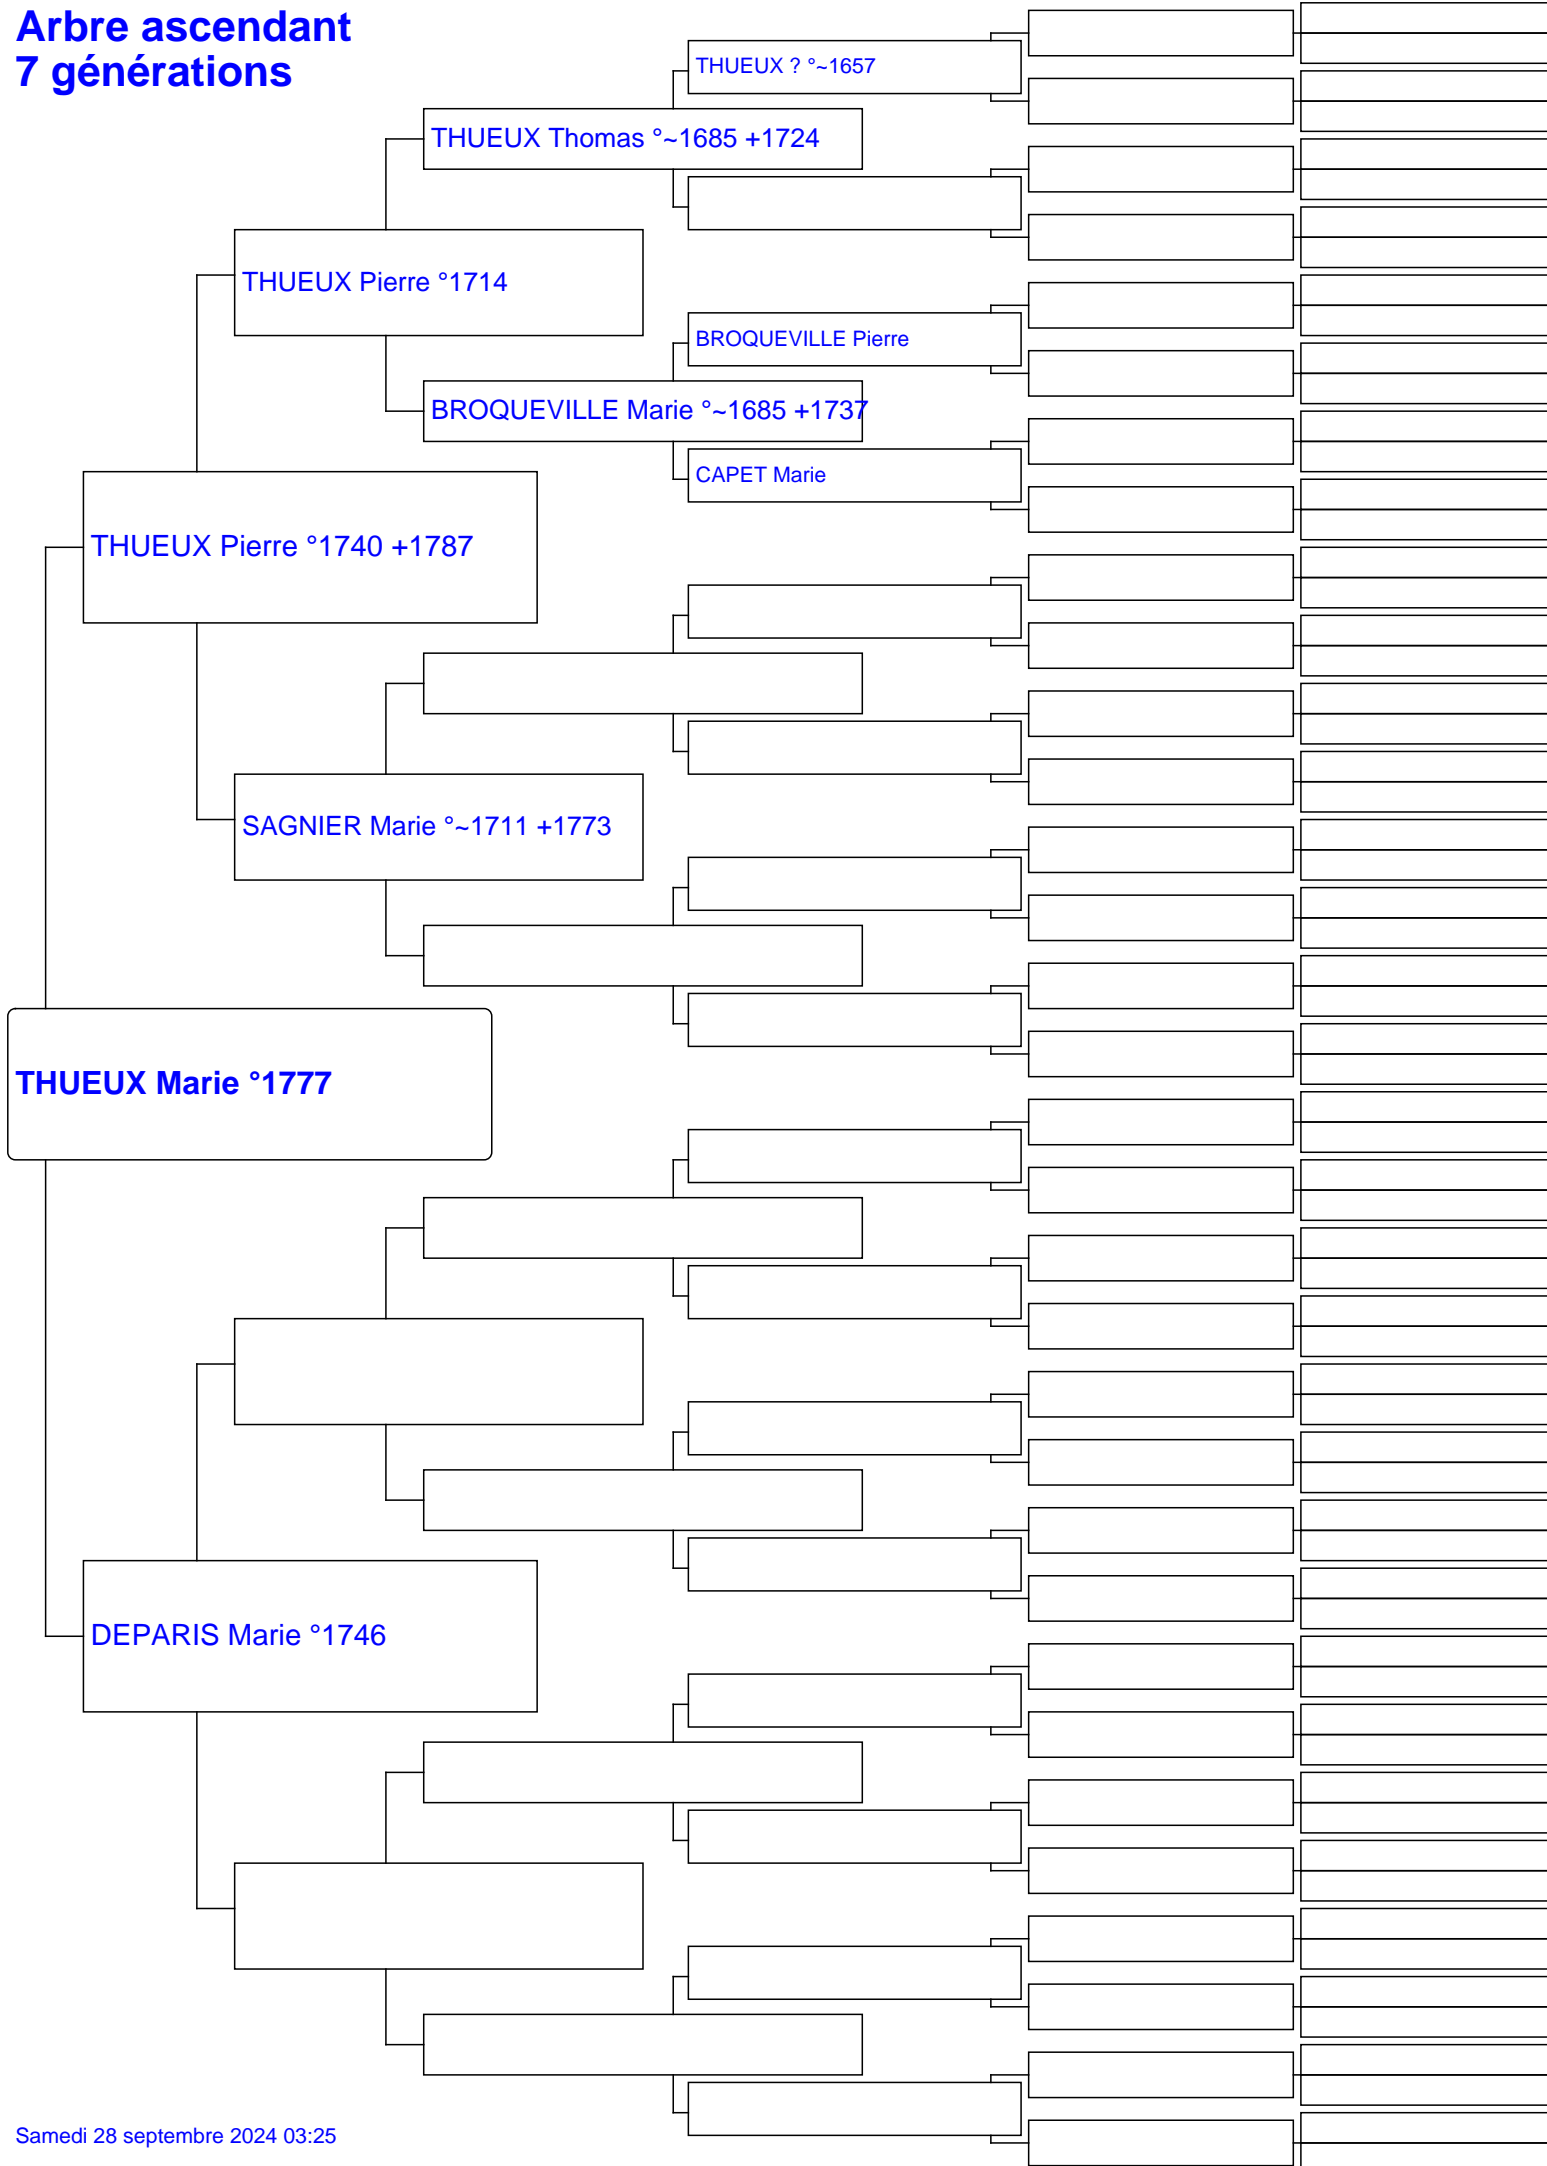 Arbre ascendant
7 générations
THUEUX ? °~1657
THUEUX Thomas °~1685 +1724
THUEUX Pierre °1714
BROQUEVILLE Pierre
BROQUEVILLE Marie °~1685 +1737
CAPET Marie
THUEUX Pierre °1740 +1787
SAGNIER Marie °~1711 +1773
THUEUX Marie °1777
DEPARIS Marie °1746
Samedi 28 septembre 2024 03:25